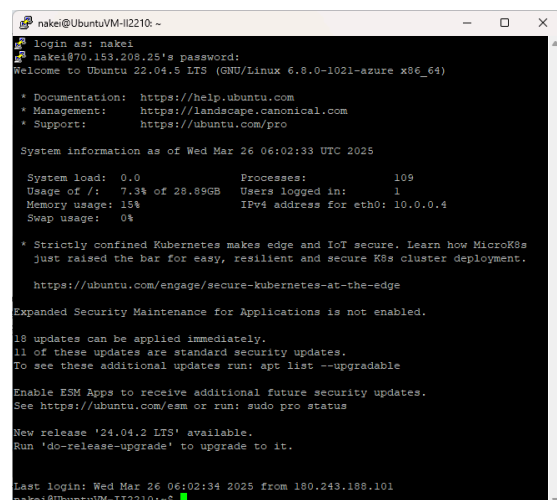 nakei@UbuntuVM-II2210: ~
login as: nakei
nakei@70.153.208.25's password:
Welcome to Ubuntu 22.04.5 LTS (GNU/Linux 6.8.0-1021-azure x86_64)
* Documentation: https://help.ubuntu.com
* Management: https://landscape.canonical.com
* Support: https://ubuntu.com/pro
System information as of Wed Mar 26 06:02:33 UTC 2025
System load: 0.0 Processes: 109
Usage of /: 7.3% of 28.89GB Users logged in: 1
Memory usage: 15% IPv4 address for eth0: 10.0.0.4
Swap usage: 0%
* Strictly confined Kubernetes makes edge and IoT secure. Learn how MicroK8s
just raised the bar for easy, resilient and secure K8s cluster deployment.
https://ubuntu.com/engage/secure-kubernetes-at-the-edge
Expanded Security Maintenance for Applications is not enabled.
18 updates can be applied immediately.
11 of these updates are standard security updates.
To see these additional updates run: apt list --upgradable
Enable ESM Apps to receive additional future security updates.
See https://ubuntu.com/esm or run: sudo pro status
New release '24.04.2 LTS' available.
Run 'do-release-upgrade' to upgrade to it.
Last login: Wed Mar 26 06:02:34 2025 from 180.243.188.101
nakei@UbuntuVM-II2210:~$